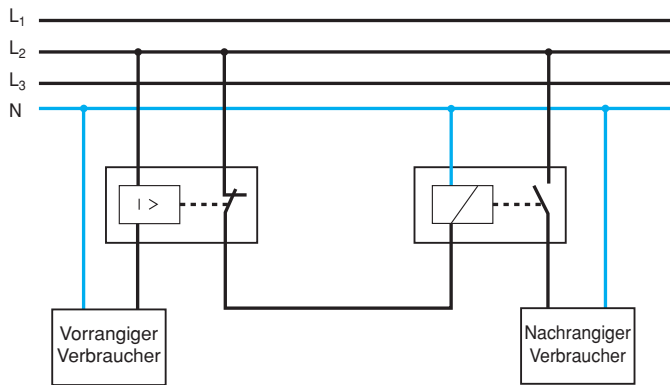 L₁
L₂
L₃
N
I >
Vorrangiger
Verbraucher
Nachrangiger
Verbraucher